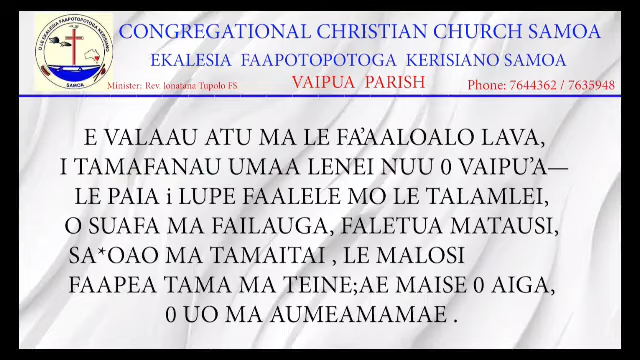 CONGREGATIONAL CHRISTIAN CHURCH SAMOA
EKALESIA FAAPOTOPOTOGA KERISIANO SAMOA
VAIPUA PARISH
Minister: Rev. Ionatana Tupolo FS
Phone: 7644362 / 7635948
SAMOA
E VALAAU ATU MA LE FA’AALOALO LAVA,
I TAMAFANAU UMAA LENEI NUU 0 VAIPU’A—
LE PAIA i LUPE FAALELE MO LE TALAMLEI,
O SUAFA MA FAILAUGA, FALETUA MATAUSI,
SA*OAO MA TAMAITAI , LE MALOSI
FAAPEA TAMA MA TEINE;AE MAISE 0 AIGA,
0 UO MA AUMEAMAMAE .